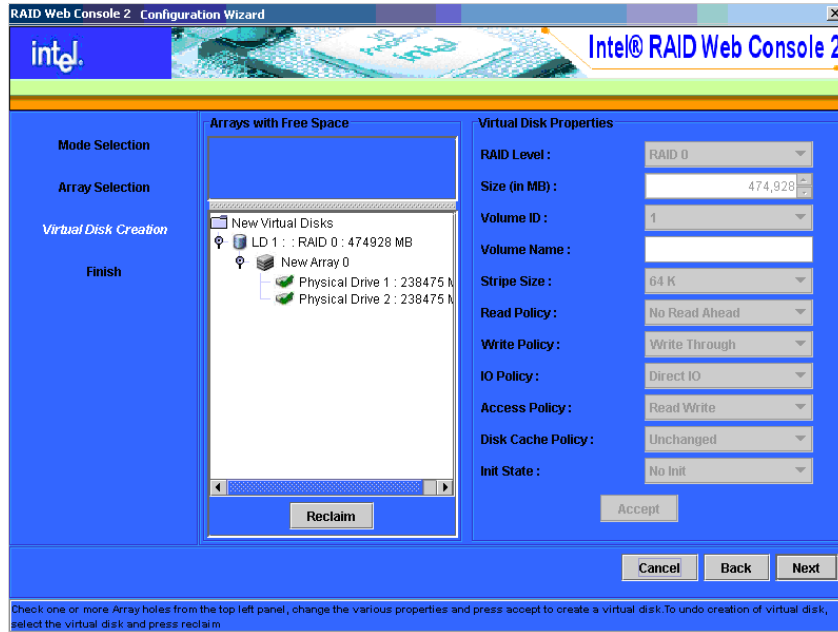 RAID Web Console 2 Configuration Wizard
intel.
Intel® RAID Web Console 2
Mode Selection
Array Selection
Virtual Disk Creation
Finish
Arrays with Free Space
New Virtual Disks
LD 1 : : RAID 0 : 474928 MB
New Array 0
Physical Drive 1 : 238475 M
Physical Drive 2 : 238475 M
Reclaim
Virtual Disk Properties
RAID Level : RAID 0
Size (in MB) : 474,928
Volume ID : 1
Volume Name :
Stripe Size : 64 K
Read Policy : No Read Ahead
Write Policy : Write Through
IO Policy : Direct IO
Access Policy : Read Write
Disk Cache Policy : Unchanged
Init State : No Init
Accept
Cancel Back Next
Check one or more Array holes from the top left panel, change the various properties and press accept to create a virtual disk.To undo creation of virtual disk,
select the virtual disk and press reclaim